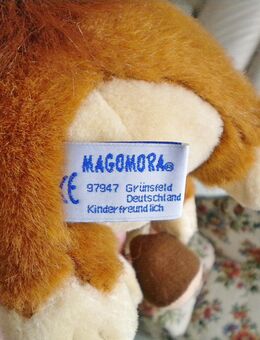 MAGOMORA®
CE
97947 Grünsfeld
Deutschland
Kinderfreundlich